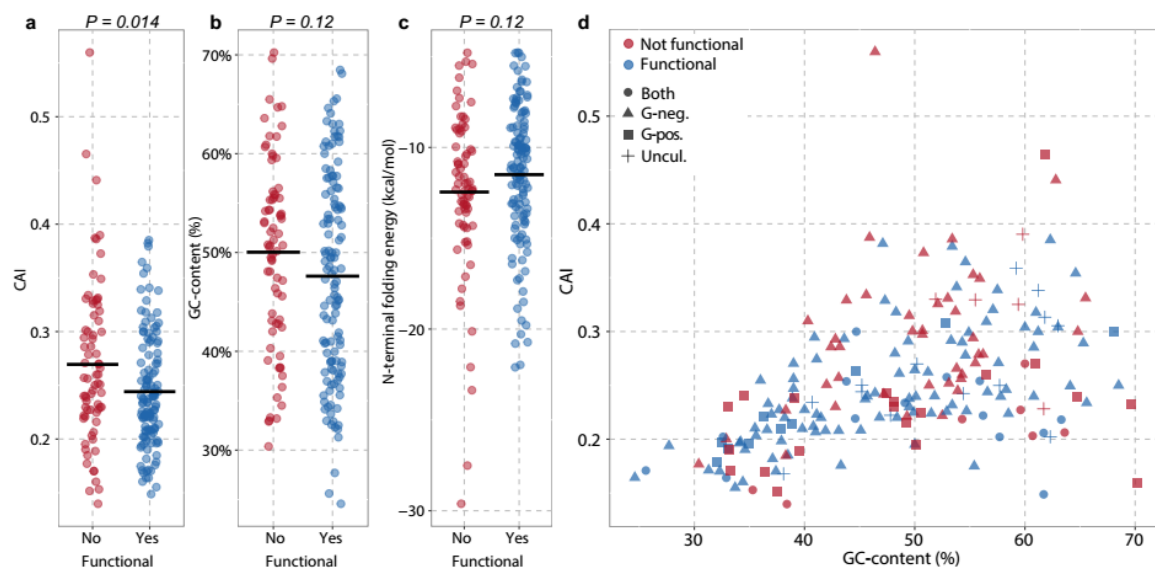 a
P = 0.014
CAI
0.5
0.4
0.3
0.2
No
Yes
Functional
b
P = 0.12
GC-content (%)
70%
60%
50%
40%
30%
No
Yes
Functional
c
P = 0.12
N-terminal folding energy (kcal/mol)
−10
−20
−30
No
Yes
Functional
d
Not functional
Functional
Both
G-neg.
G-pos.
Uncul.
CAI
0.5
0.4
0.3
0.2
30
40
50
60
70
GC-content (%)